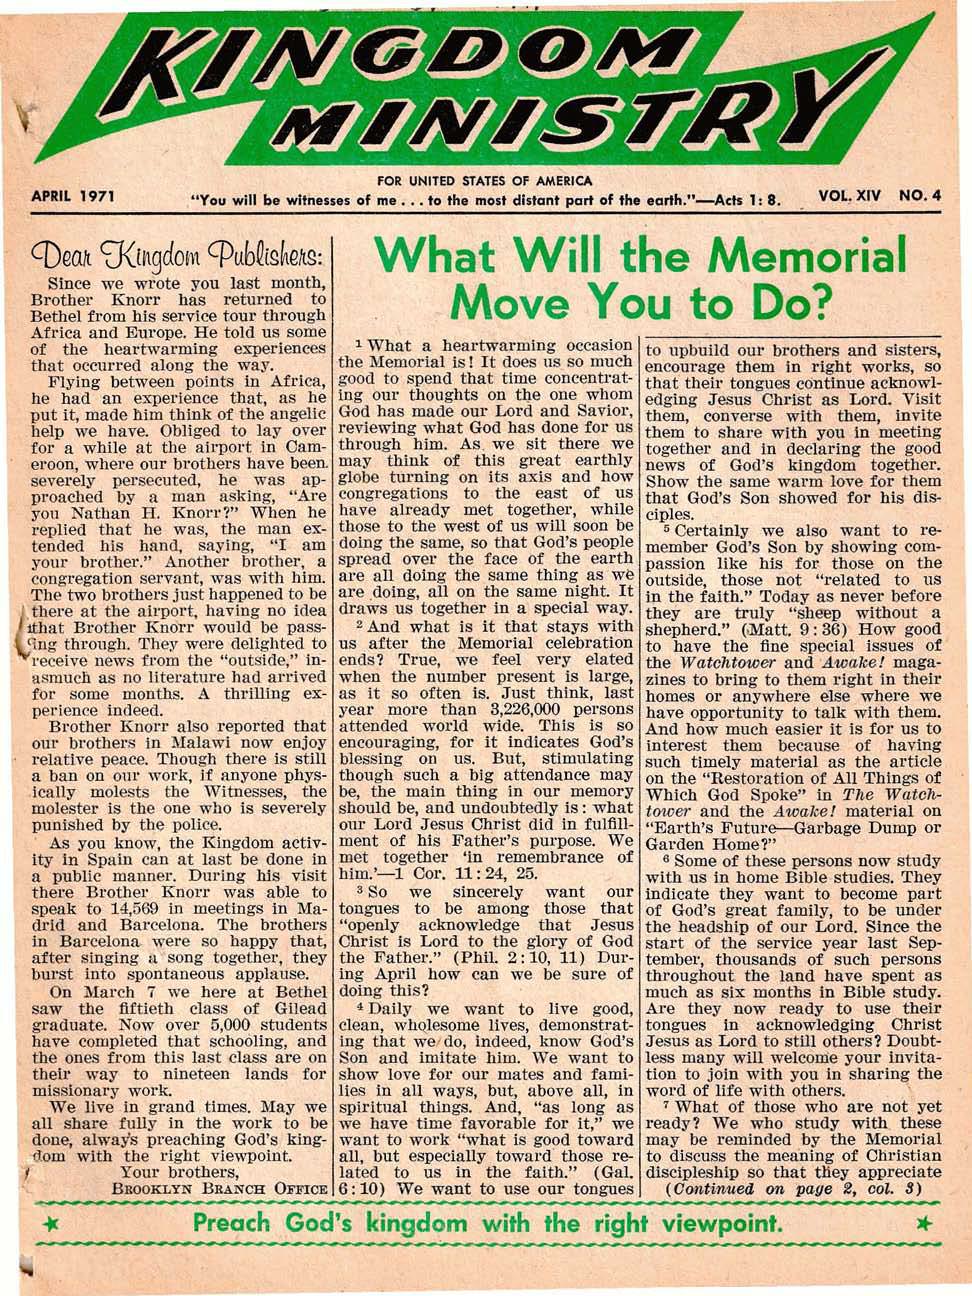 KINGDOM
MINISTRY
FOR UNITED STATES OF AMERICA
APRIL 1971
"You will be witnesses of me . . . to the most distant part of the earth."—Acts 1: 8.
VOL. XIV NO. 4
Dear Kingdom Publishers:
Since we wrote you last month,
Brother Knorr has returned to
Bethel from his service tour through
Africa and Europe. He told us some
of the heartwarming experiences
that occurred along the way.
Flying between points in Africa,
he had an experience that, as he
put it, made him think of the angelic
help we have. Obliged to lay over
for a while at the airport in Cam-
eroon, where our brothers have been
severely persecuted, he was ap-
proached by a man asking, "Are
you Nathan H. Knorr?" When he
replied that he was, the man ex-
tended his hand, saying, "I am
your brother." Another brother, a
congregation servant, was with him.
The two brothers just happened to be
there at the airport, having no idea
that Brother Knorr would be pass-
ing through. They were delighted to
receive news from the "outside," in-
asmuch as no literature had arrived
for some months. A thrilling ex-
perience indeed.
Brother Knorr also reported that
our brothers in Malawi now enjoy
relative peace. Though there is still
a ban on our work, if anyone phys-
ically molests the Witnesses, the
molester is the one who is severely
punished by the police.
As you know, the Kingdom activ-
ity in Spain can at last be done in
a public manner. During his visit
there Brother Knorr was able to
speak to 14,569 in meetings in Ma-
drid and Barcelona. The brothers
in Barcelona were so happy that,
after singing a song together, they
burst into spontaneous applause.
On March 7 we here at Bethel
saw the fiftieth class of Gilead
graduate. Now over 5,000 students
have completed that schooling, and
the ones from this last class are on
their way to nineteen lands for
missionary work.
We live in grand times. May we
all share fully in the work to be
done, always preaching God's king-
dom with the right viewpoint.
Your brothers,
BROOKLYN BRANCH OFFICE
What Will the Memorial
Move You to Do?
1 What a heartwarming occasion
the Memorial is! It does us so much
good to spend that time concentrat-
ing our thoughts on the one whom
God has made our Lord and Savior,
reviewing what God has done for us
through him. As we sit there we
may think of this great earthly
globe turning on its axis and how
congregations to the east of us
have already met together, while
those to the west of us will soon be
doing the same, so that God's people
spread over the face of the earth
are all doing the same thing as we
are doing, all on the same night. It
draws us together in a special way.
2 And what is it that stays with
us after the Memorial celebration
ends? True, we feel very elated
when the number present is large,
as it so often is. Just think, last
year more than 3,226,000 persons
attended world wide. This is so
encouraging, for it indicates God's
blessing on us. But, stimulating
though such a big attendance may
be, the main thing in our memory
should be, and undoubtedly is: what
our Lord Jesus Christ did in fulfill-
ment of his Father's purpose. We
met together 'in remembrance of
him.'—1 Cor. 11: 24, 25.
3 So we sincerely want our
tongues to be among those that
"openly acknowledge that Jesus
Christ is Lord to the glory of God
the Father." (Phil. 2: 10, 11) Dur-
ing April how can we be sure of
doing this?
4 Daily we want to live good,
clean, wholesome lives, demonstrat-
ing that we do, indeed, know God's
Son and imitate him. We want to
show love for our mates and fami-
lies in all ways, but, above all, in
spiritual things. And, "as long as
we have time favorable for it," we
want to work "what is good toward
all, but especially toward those re-
lated to us in the faith." (Gal.
6: 10) We want to use our tongues
to upbuild our brothers and sisters,
encourage them in right works, so
that their tongues continue acknowl-
edging Jesus Christ as Lord. Visit
them, converse with them, invite
them to share with you in meeting
together and in declaring the good
news of God's kingdom together.
Show the same warm love for them
that God's Son showed for his dis-
ciples.
5 Certainly we also want to re-
member God's Son by showing com-
passion like his for those on the
outside, those not "related to us
in the faith." Today as never before
they are truly "sheep without a
shepherd." (Matt. 9: 36) How good
to have the fine special issues of
the Watchtower and Awake! maga-
zines to bring to them right in their
homes or anywhere else where we
have opportunity to talk with them.
And how much easier it is for us to
interest them because of having
such timely material as the article
on the "Restoration of All Things of
Which God Spoke" in The Watch-
tower and the Awake! material on
"Earth's Future—Garbage Dump or
Garden Home?"
6 Some of these persons now study
with us in home Bible studies. They
indicate they want to become part
of God's great family, to be under
the headship of our Lord. Since the
start of the service year last Sep-
tember, thousands of such persons
throughout the land have spent as
much as six months in Bible study.
Are they now ready to use their
tongues in acknowledging Christ
Jesus as Lord to still others? Doubt-
less many will welcome your invita-
tion to join with you in sharing the
word of life with others.
7 What of those who are not yet
ready? We who study with these
may be reminded by the Memorial
to discuss the meaning of Christian
discipleship so that they appreciate
(Continued on page 2, col. 3)
Preach God's kingdom with the right viewpoint.